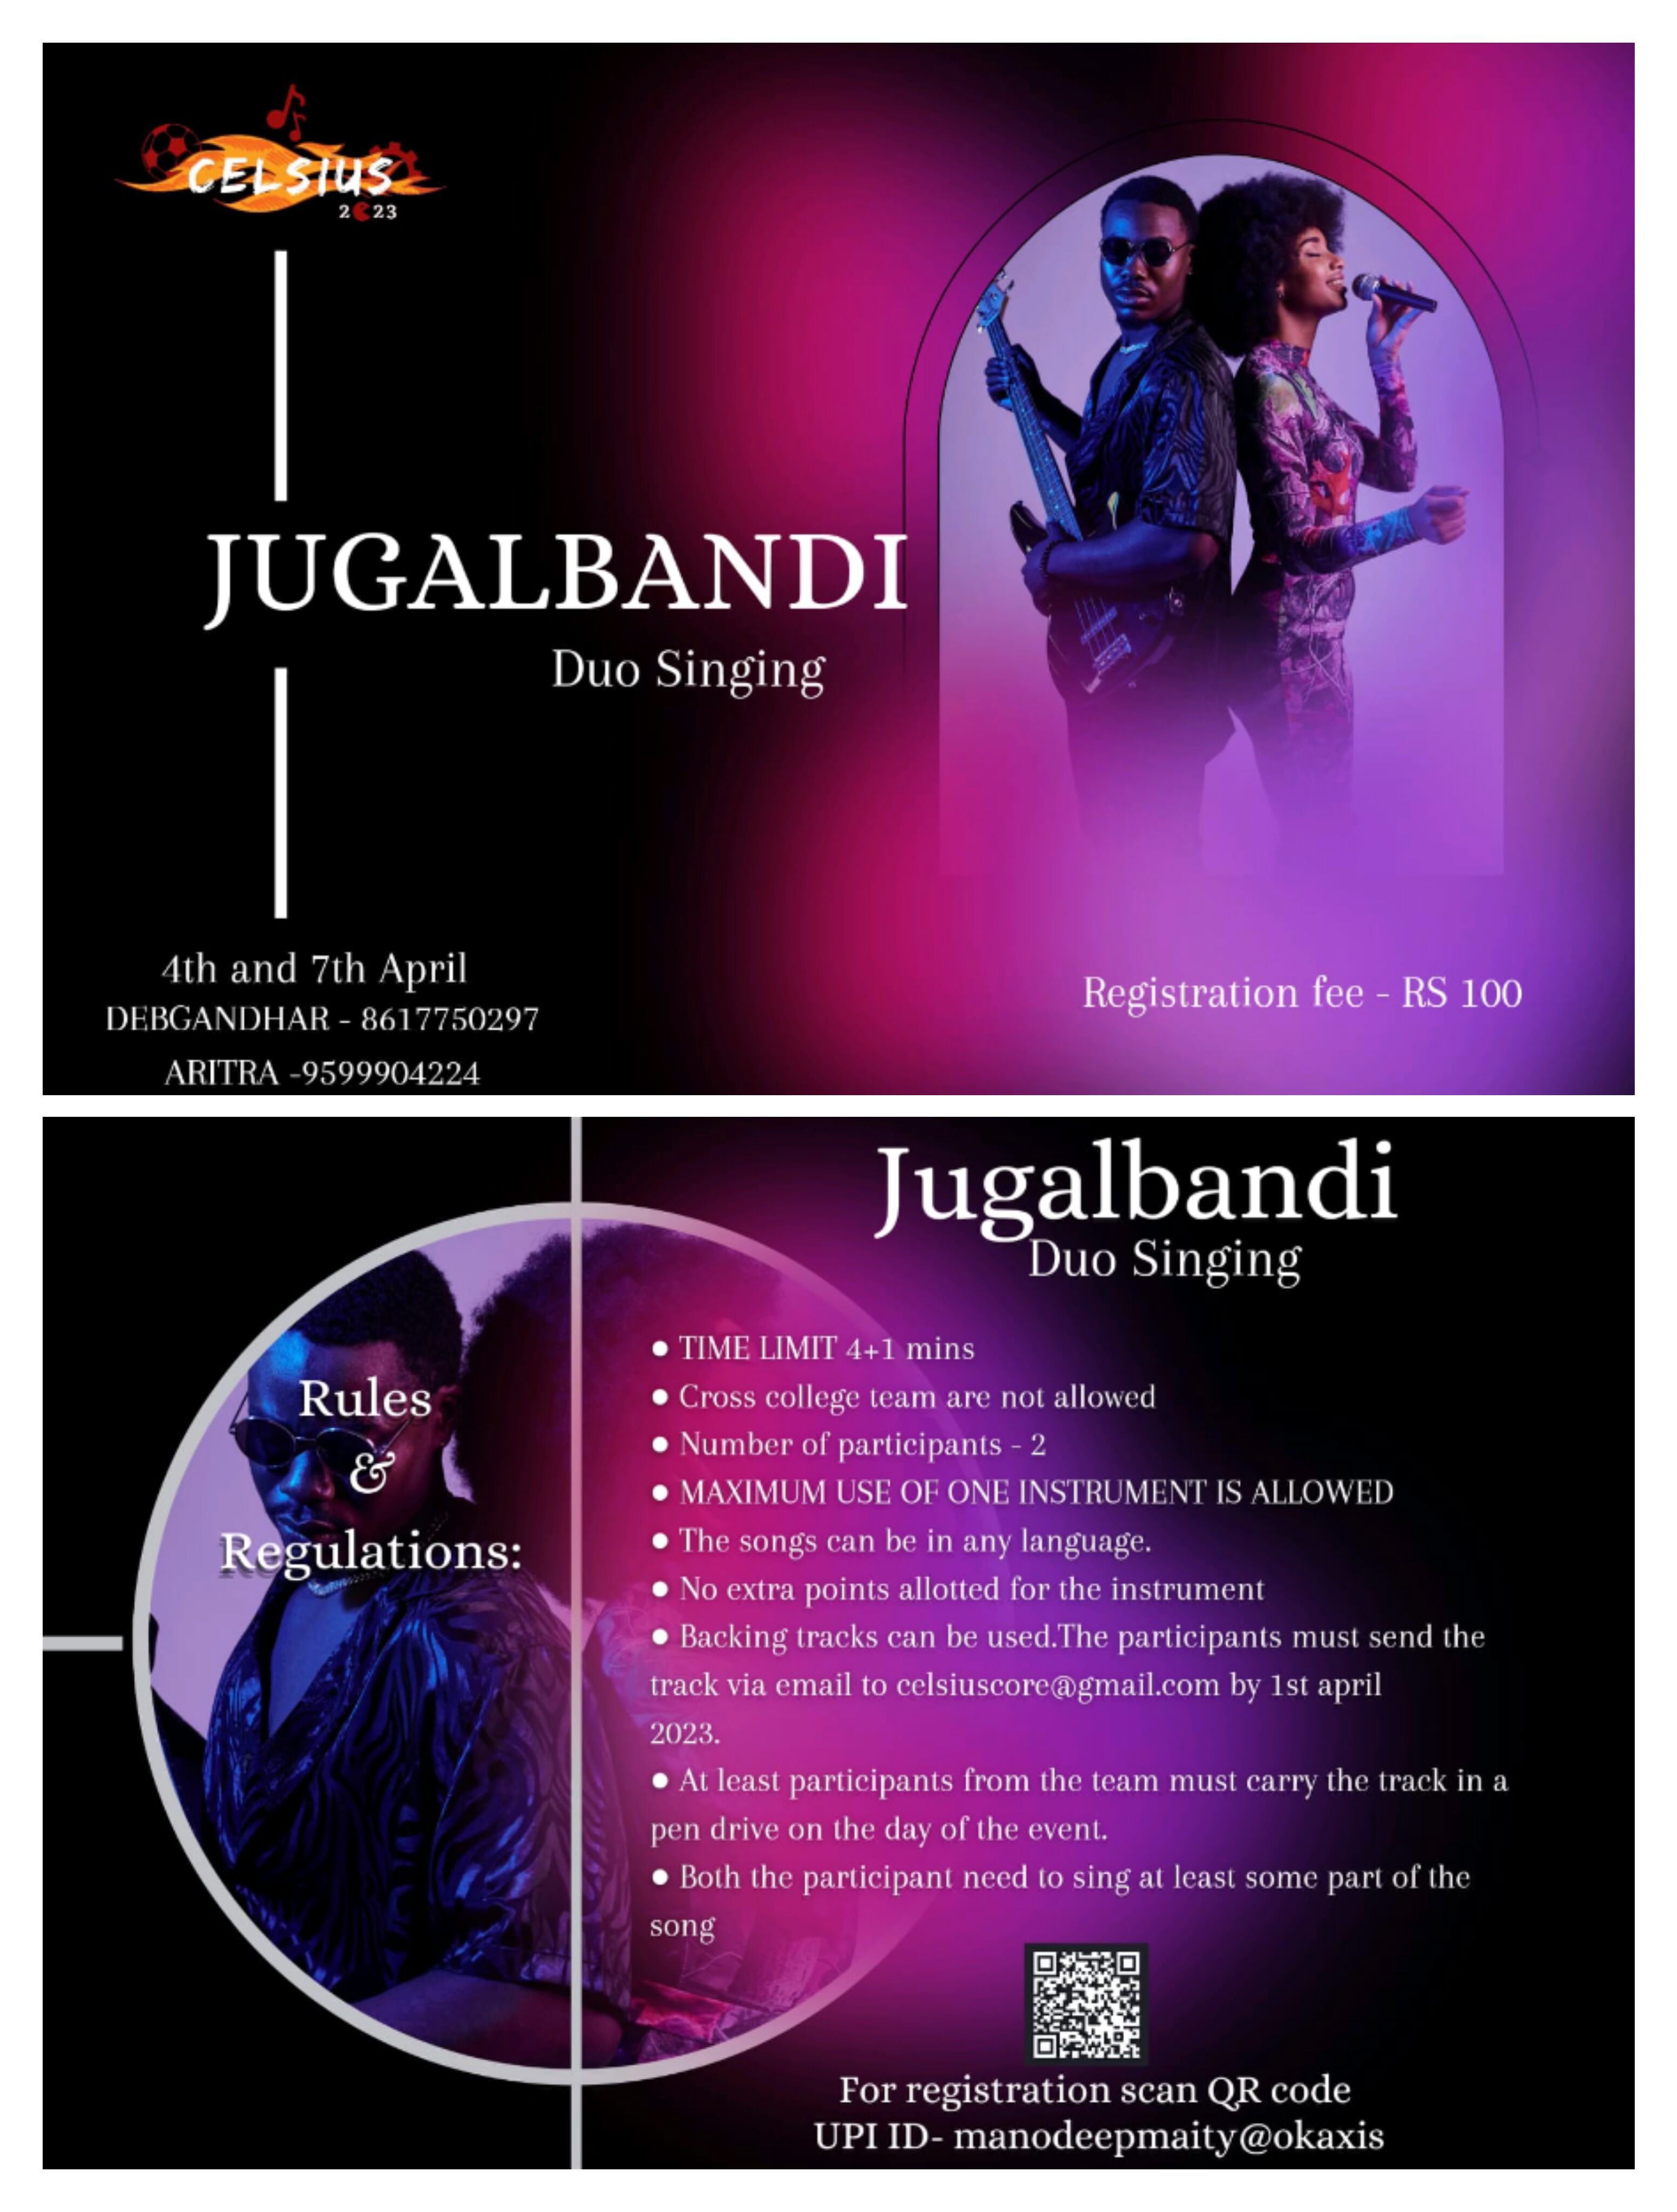 CELSIUS
2023
JUGALBANDI
Duo Singing
4th and 7th April
DEBGANDHAR - 8617750297
ARITRA -9599904224
Registration fee - RS 100
Jugalbandi
Duo Singing
Rules
&
Regulations:
● TIME LIMIT 4+1 mins
● Cross college team are not allowed
● Number of participants - 2
● MAXIMUM USE OF ONE INSTRUMENT IS ALLOWED
● The songs can be in any language.
● No extra points allotted for the instrument
● Backing tracks can be used.The participants must send the
track via email to celsiuscore@gmail.com by 1st april
2023.
● At least participants from the team must carry the track in a
pen drive on the day of the event.
● Both the participant need to sing at least some part of the
song
For registration scan QR code
UPI ID- manodeepmaity@okaxis